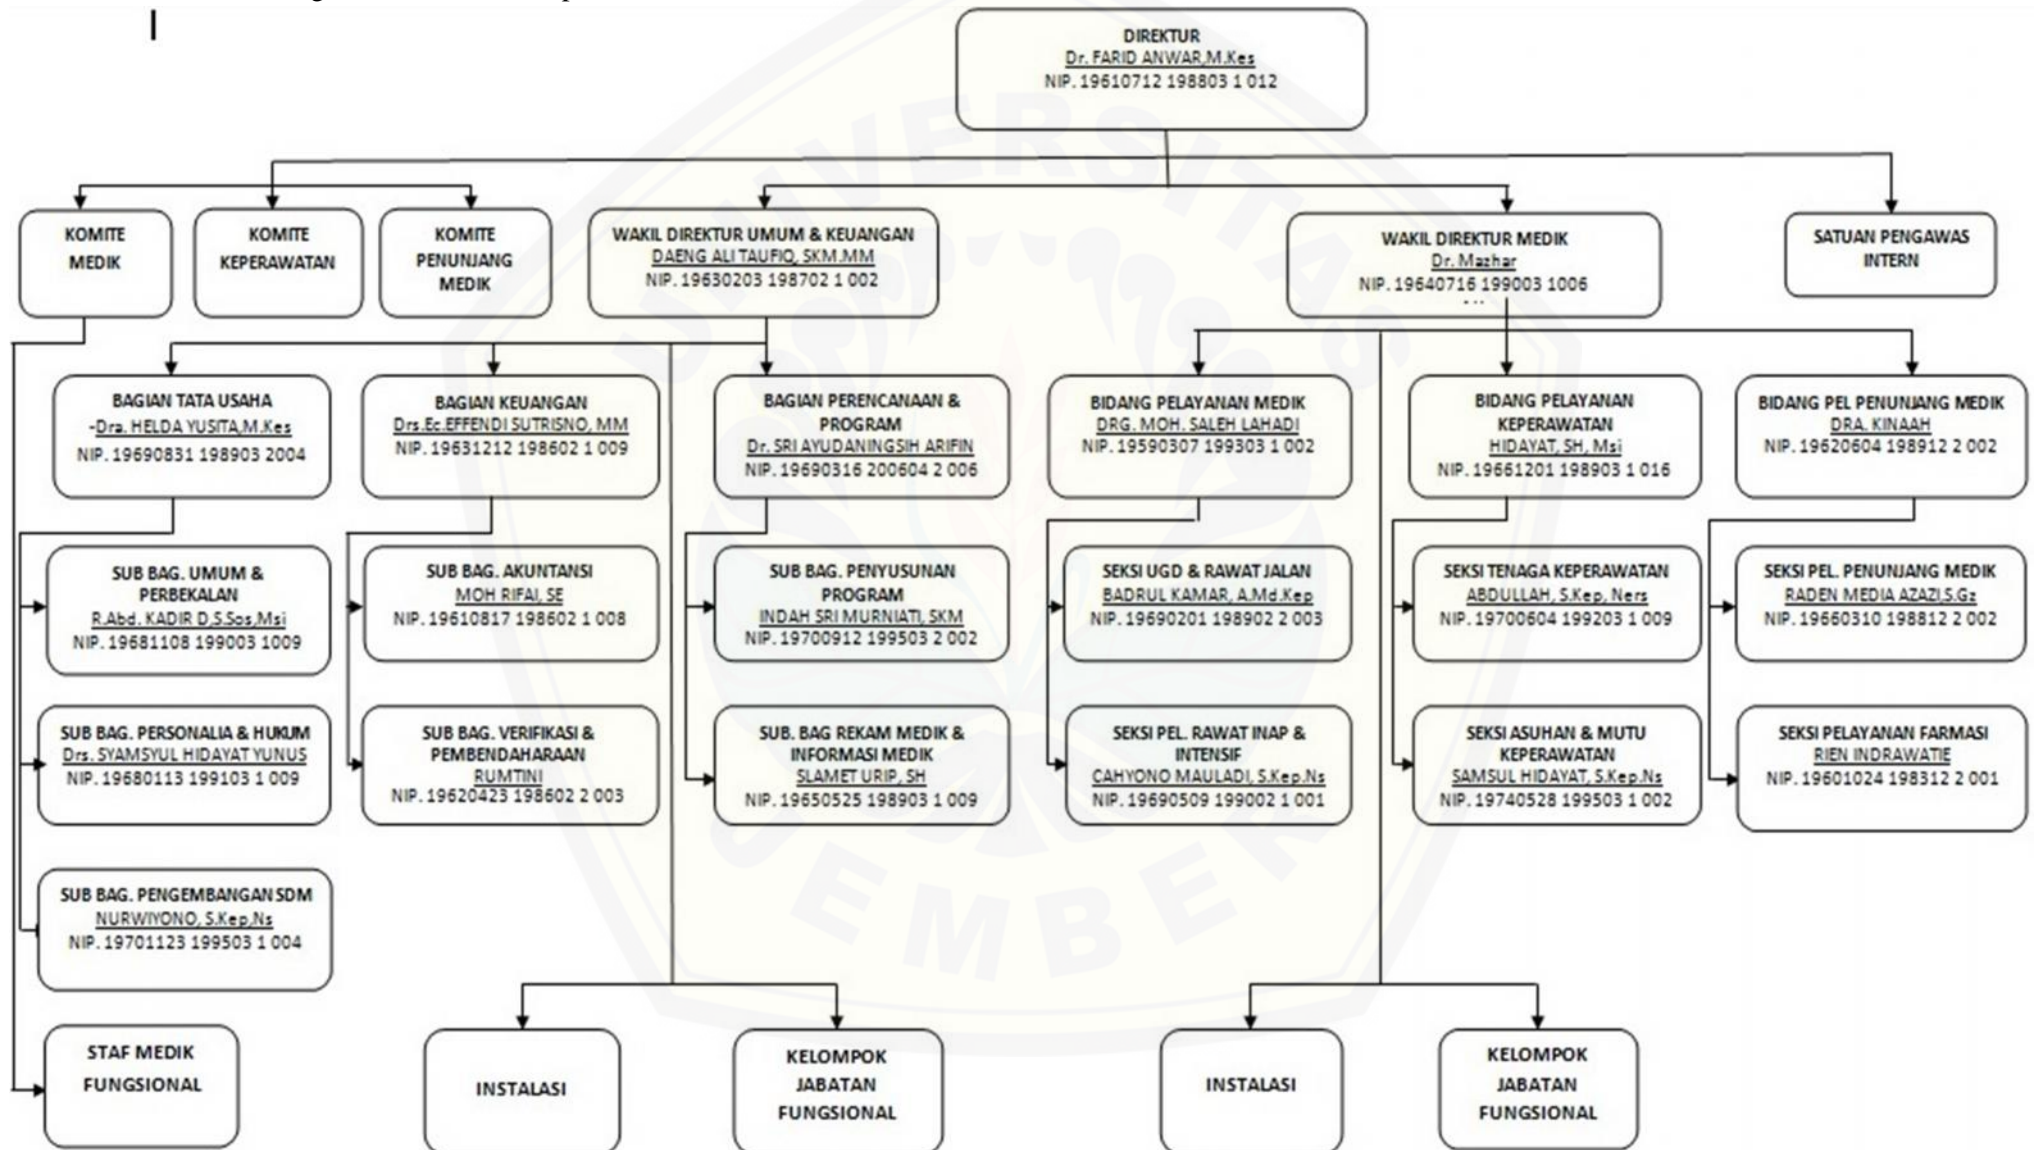 DIREKTUR
Dr. FARID ANWAR,M.Kes
NIP. 19610712 198803 1 012
KOMITE
MEDIK
KOMITE
KEPERAWATAN
KOMITE
PENUNJANG
MEDIK
WAKIL DIREKTUR UMUM & KEUANGAN
DAENG ALI TAUFIQ, SKM.MM
NIP. 19630203 198702 1 002
WAKIL DIREKTUR MEDIK
Dr. Mazhar
NIP. 19640716 199003 1006
SATUAN PENGAWAS
INTERN
BAGIAN TATA USAHA
-Dra. HELDA YUSITA,M.Kes
NIP. 19690831 198903 2004
BAGIAN KEUANGAN
Drs.Ec.EFFENDI SUTRISNO, MM
NIP. 19631212 198602 1 009
BAGIAN PERENCANAAN &
PROGRAM
Dr. SRI AYUDANINGSIH ARIFIN
NIP. 19690316 200604 2 006
BIDANG PELAYANAN MEDIK
DRG. MOH. SALEH LAHADI
NIP. 19590307 199303 1 002
BIDANG PELAYANAN
KEPERAWATAN
HIDAYAT, SH, Msi
NIP. 19661201 198903 1 016
BIDANG PEL PENUNJANG MEDIK
DRA. KINAAH
NIP. 19620604 198912 2 002
SUB BAG. UMUM &
PERBEKALAN
R.Abd. KADIR D,S.Sos,Msi
NIP. 19681108 199003 1009
SUB BAG. AKUNTANSI
MOH RIFAI, SE
NIP. 19610817 198602 1 008
SUB BAG. PENYUSUNAN
PROGRAM
INDAH SRI MURNIATI, SKM
NIP. 19700912 199503 2 002
SEKSI UGD & RAWAT JALAN
BADRUL KAMAR, A.Md.Kep
NIP. 19690201 198902 2 003
SEKSI TENAGA KEPERAWATAN
ABDULLAH, S.Kep, Ners
NIP. 19700604 199203 1 009
SEKSI PEL. PENUNJANG MEDIK
RADEN MEDIA AZAZI,S.Gz
NIP. 19660310 198812 2 002
SUB BAG. PERSONALIA & HUKUM
Drs. SYAMSYUL HIDAYAT YUNUS
NIP. 19680113 199103 1 009
SUB BAG. VERIFIKASI &
PEMBENDAHARAAN
RUMTINI
NIP. 19620423 198602 2 003
SUB. BAG REKAM MEDIK &
INFORMASI MEDIK
SLAMET URIP, SH
NIP. 19650525 198903 1 009
SEKSI PEL. RAWAT INAP &
INTENSIF
CAHYONO MAULADI, S.Kep.Ns
NIP. 19690509 199002 1 001
SEKSI ASUHAN & MUTU
KEPERAWATAN
SAMSUL HIDAYAT, S.Kep.Ns
NIP. 19740528 199503 1 002
SEKSI PELAYANAN FARMASI
RIEN INDRAWATIE
NIP. 19601024 198312 2 001
SUB BAG. PENGEMBANGAN SDM
NURWIYONO, S.Kep,Ns
NIP. 19701123 199503 1 004
STAF MEDIK
FUNGSIONAL
INSTALASI
KELOMPOK
JABATAN
FUNGSIONAL
INSTALASI
KELOMPOK
JABATAN
FUNGSIONAL
UNIVERSITAS
JEMBER